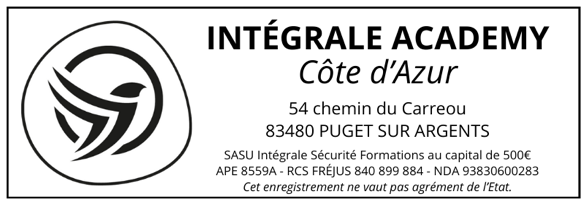 INTÉGRALE ACADEMY
Côte d'Azur
54 chemin du Carreou
83480 PUGET SUR ARGENTS
SASU Intégrale Sécurité Formations au capital de 500€
APE 8559A - RCS FRÉJUS 840 899 884 - NDA 93830600283
Cet enregistrement ne vaut pas agrément de l'Etat.